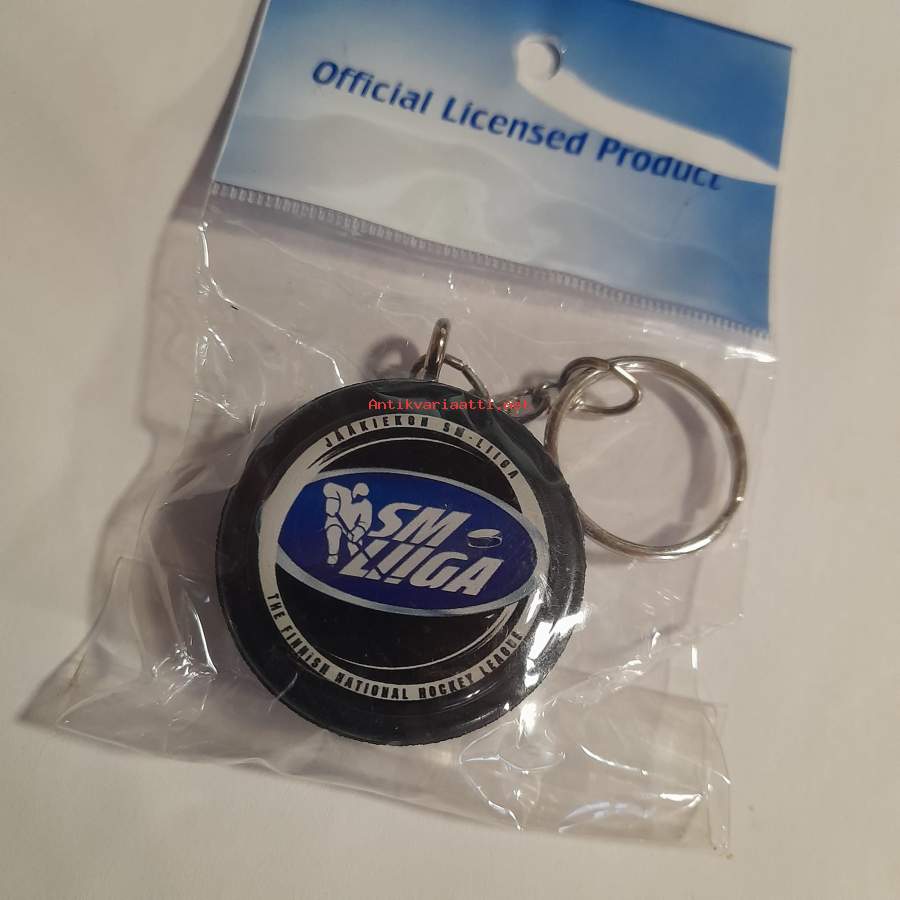 Official Licensed Product
Antikvariaatti.net
JÄÄKIEKON SM-LIIGA
SM
LIIGA
THE FINNISH NATIONAL HOCKEY LEAGUE